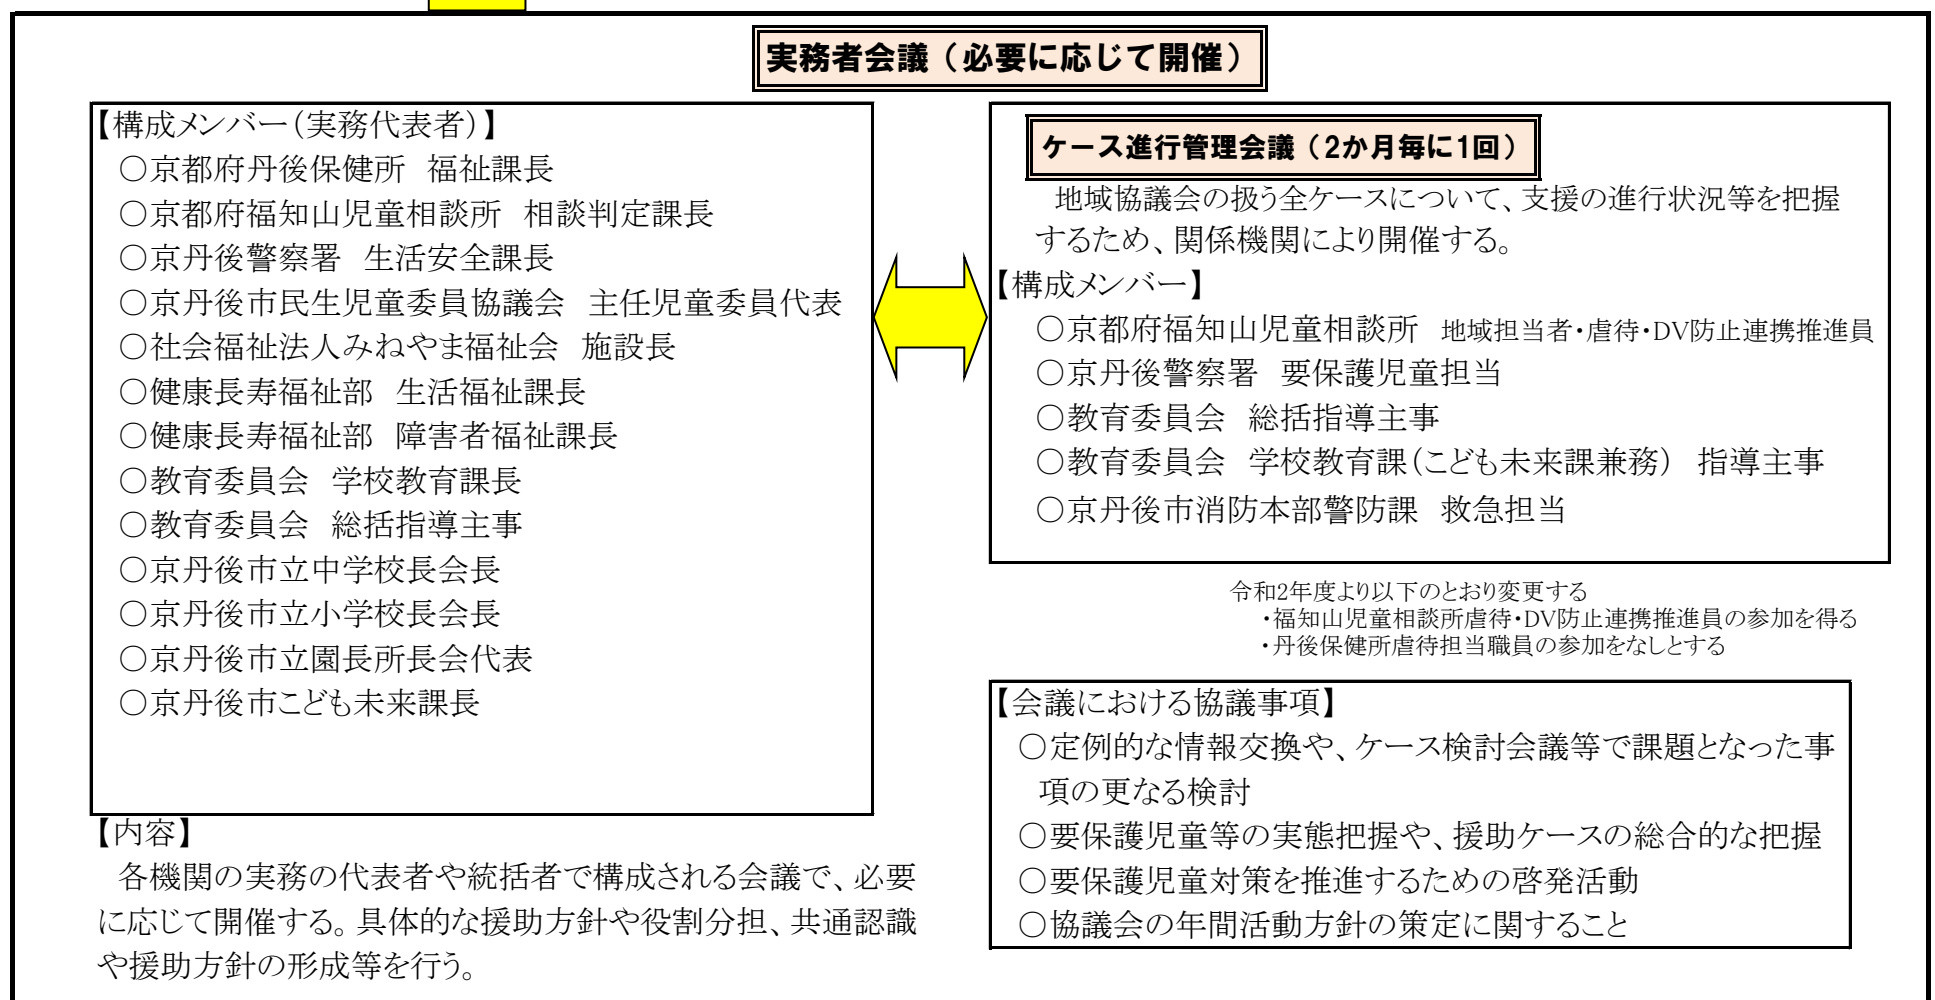 実務者会議（必要に応じて開催）
【構成メンバー（実務代表者）】
○京都府丹後保健所　福祉課長
○京都府福知山児童相談所　相談判定課長
○京丹後警察署　生活安全課長
○京丹後市民生児童委員協議会　主任児童委員代表
○社会福祉法人みねやま福祉会　施設長
○健康長寿福祉部　生活福祉課長
○健康長寿福祉部　障害者福祉課長
○教育委員会　学校教育課長
○教育委員会　総括指導主事
○京丹後市立中学校長会長
○京丹後市立小学校長会長
○京丹後市立園長所長会代表
○京丹後市こども未来課長
【内容】
各機関の実務の代表者や統括者で構成される会議で、必要
に応じて開催する。具体的な援助方針や役割分担、共通認識
や援助方針の形成等を行う。
ケース進行管理会議（2か月毎に1回）
地域協議会の扱う全ケースについて、支援の進行状況等を把握
するため、関係機関により開催する。
【構成メンバー】
○京都府福知山児童相談所　地域担当者・虐待・DV防止連携推進員
○京丹後警察署　要保護児童担当
○教育委員会　総括指導主事
○教育委員会　学校教育課（こども未来課兼務）　指導主事
○京丹後市消防本部警防課　救急担当
令和2年度より以下のとおり変更する
・福知山児童相談所虐待・DV防止連携推進員の参加を得る
・丹後保健所虐待担当職員の参加をなしとする
【会議における協議事項】
○定例的な情報交換や、ケース検討会議等で課題となった事
項の更なる検討
○要保護児童等の実態把握や、援助ケースの総合的な把握
○要保護児童対策を推進するための啓発活動
○協議会の年間活動方針の策定に関すること